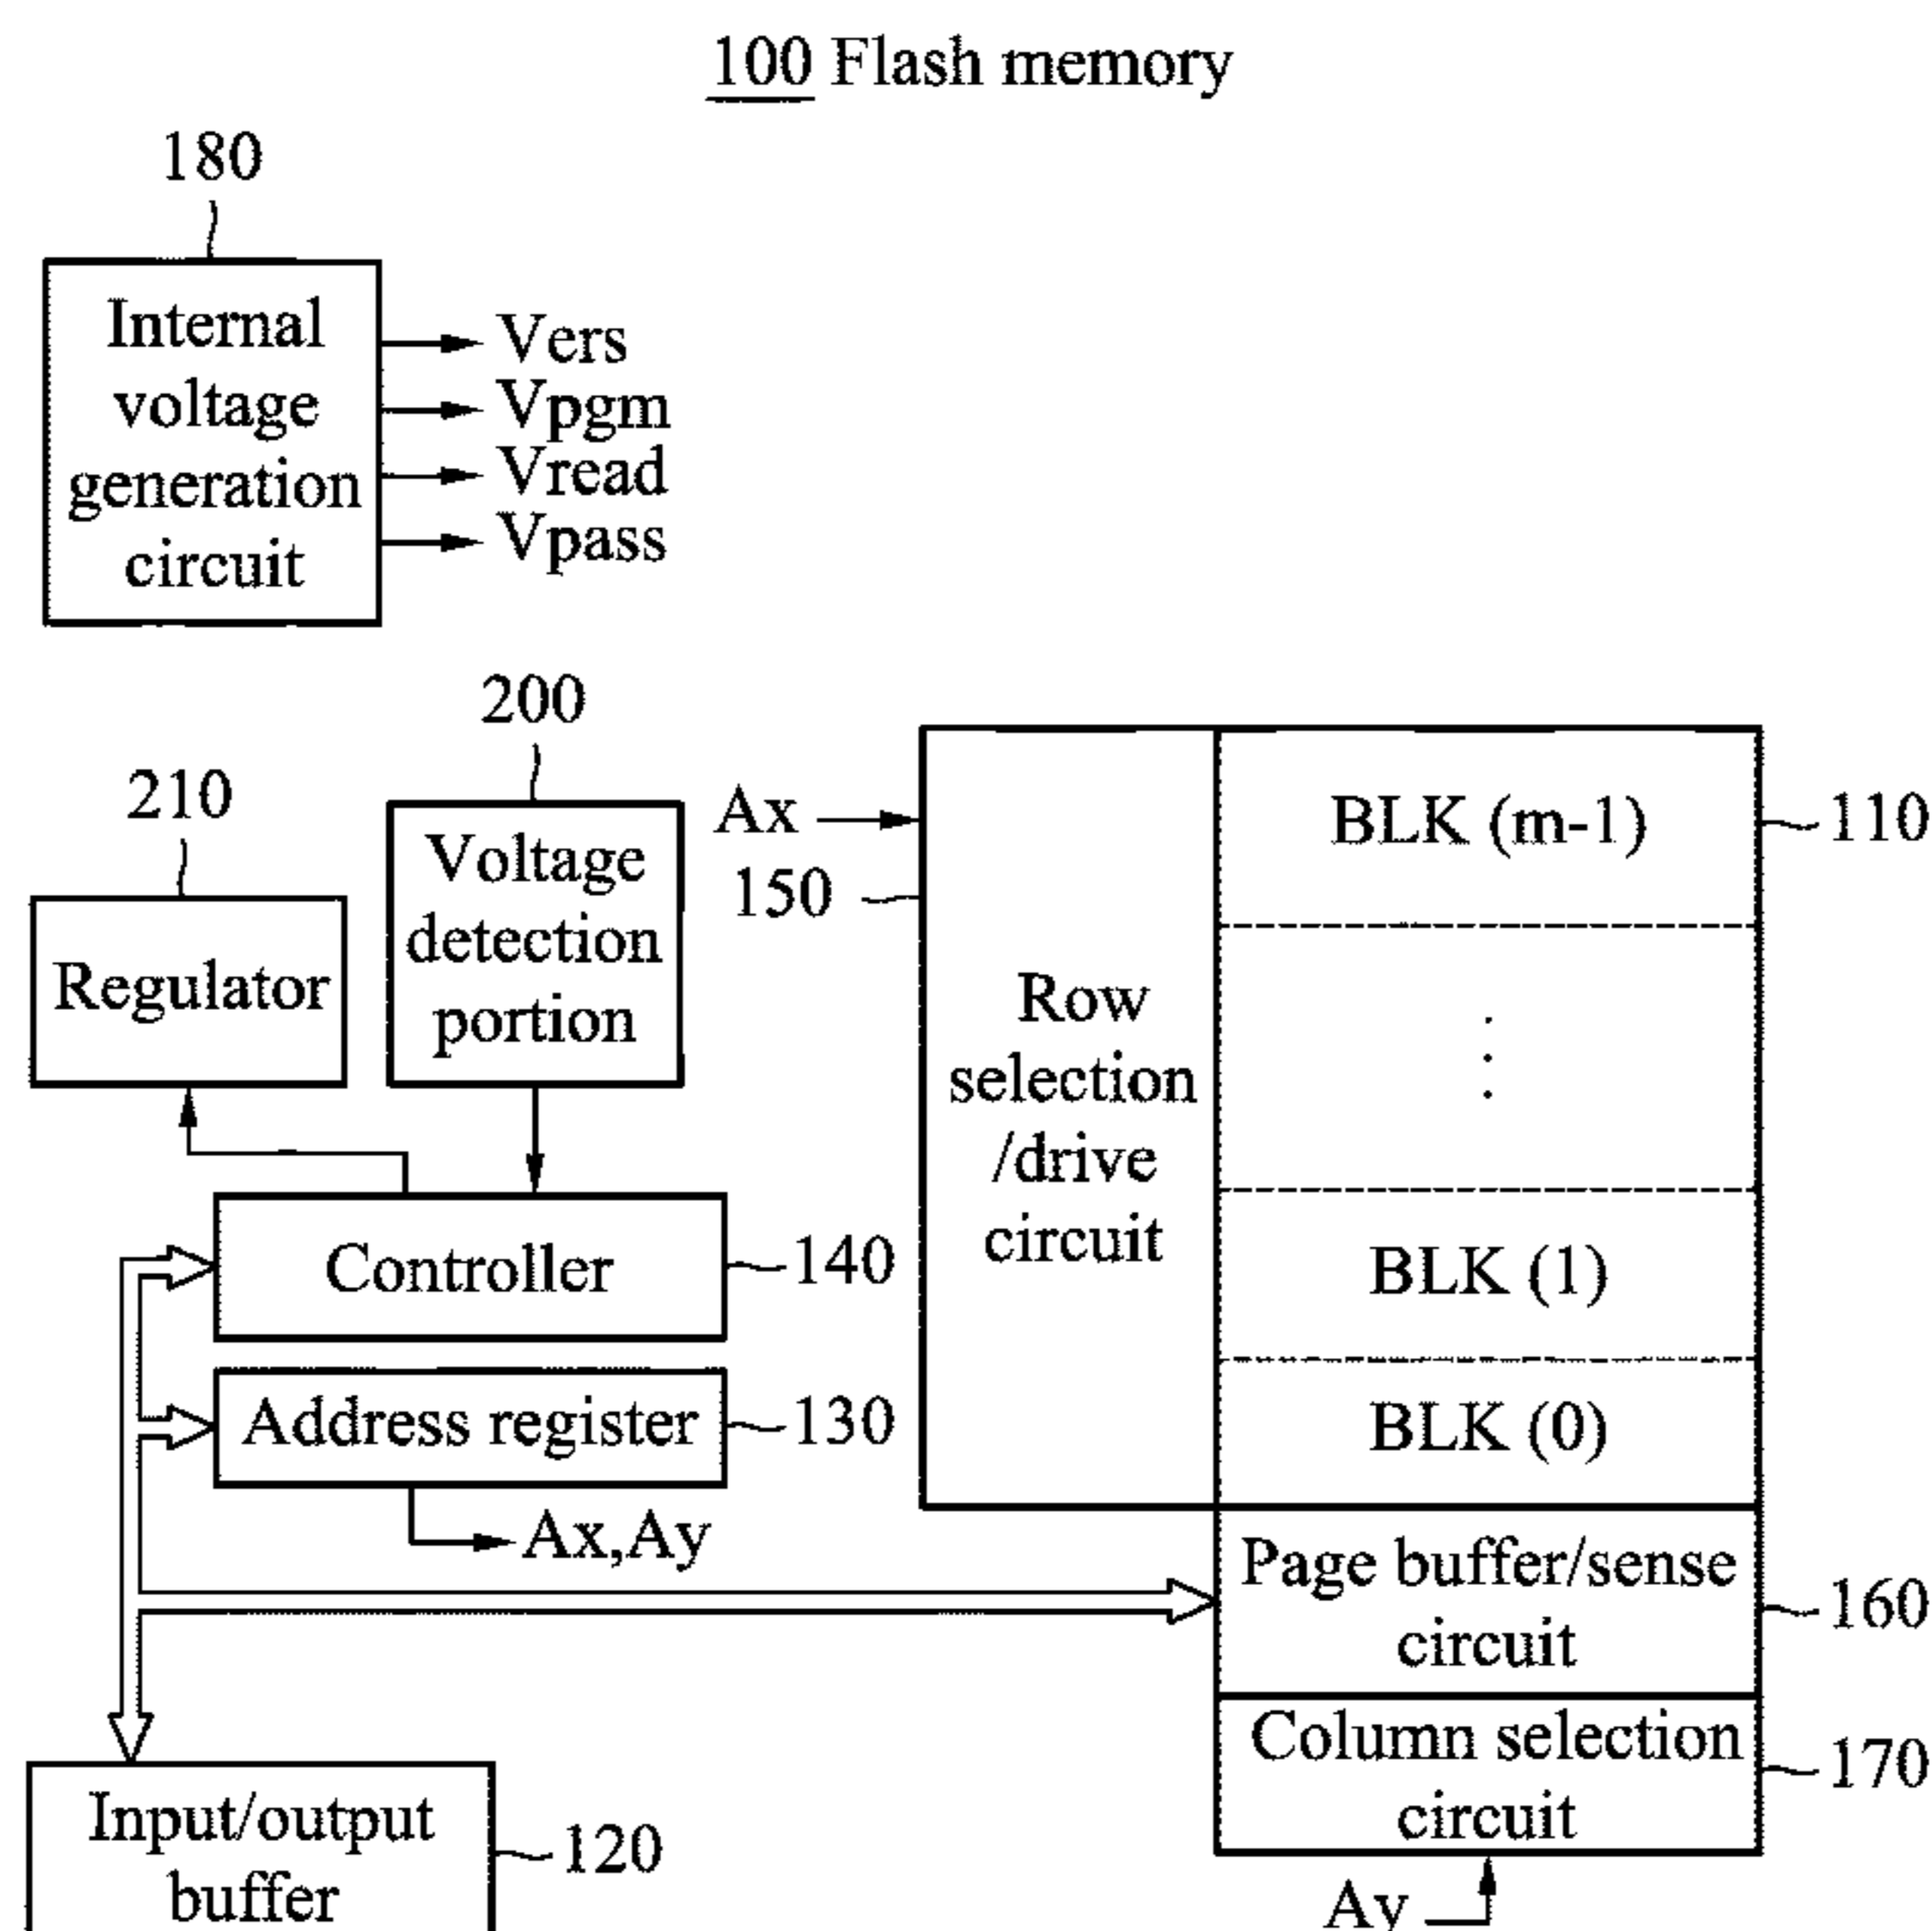 100 Flash memory
180
Internal
voltage
generation
circuit
Vers
Vpgm
Vread
Vpass
200
210
Voltage
detection
portion
Regulator
Ax
150
Row
selection
/drive
circuit
BLK (m-1)
110
BLK (1)
BLK (0)
Controller
140
Address register
130
Ax,Ay
Page buffer/sense
circuit
160
Column selection
circuit
170
Input/output
buffer
120
Ay